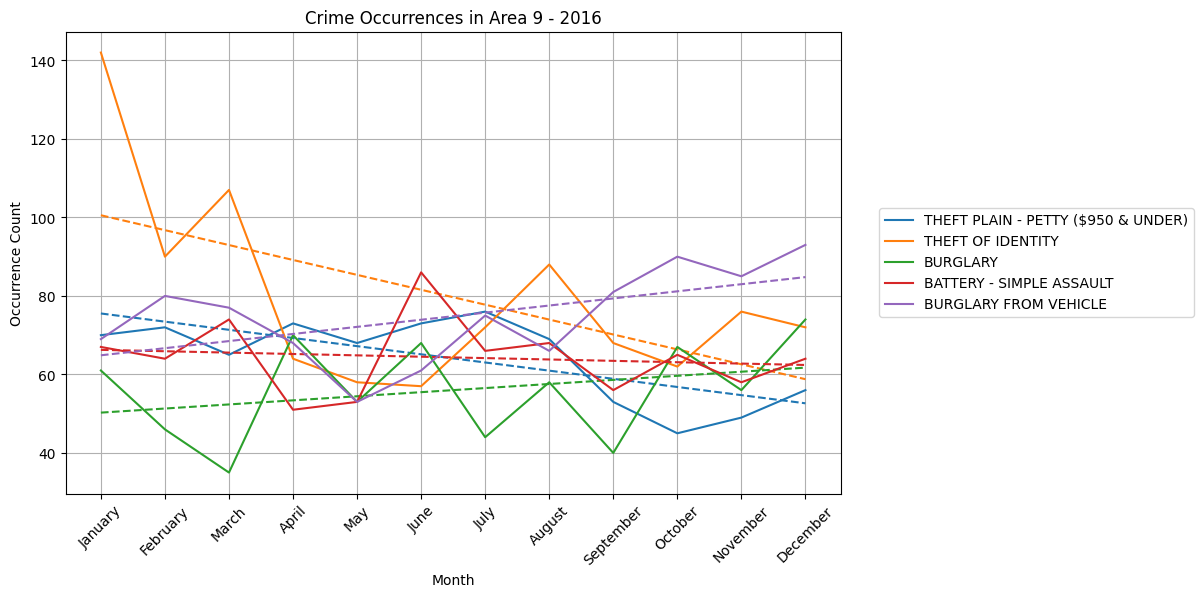 Crime Occurrences in Area 9 - 2016
Occurrence Count
140
120
100
80
60
40
January
February
March
April
May
June
July
August
September
October
November
December
Month
THEFT PLAIN - PETTY ($950 & UNDER)
THEFT OF IDENTITY
BURGLARY
BATTERY - SIMPLE ASSAULT
BURGLARY FROM VEHICLE